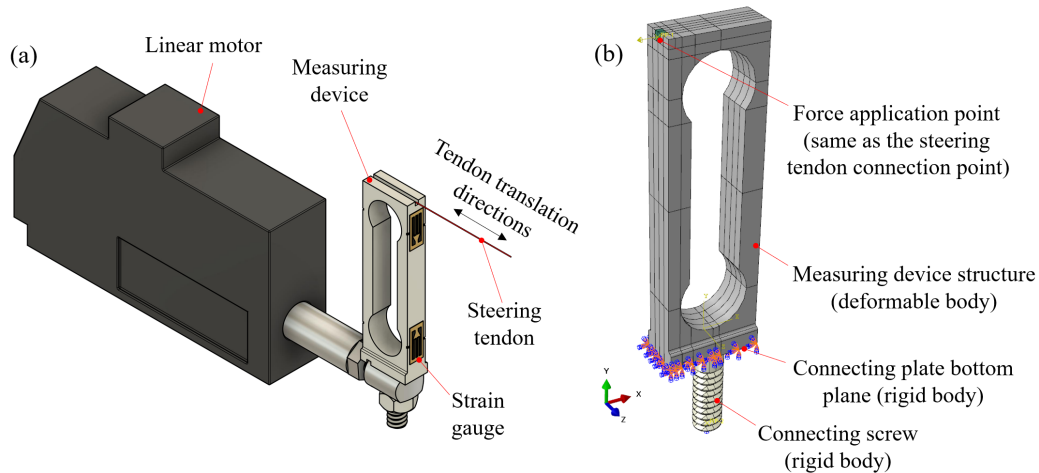 (a)
Linear motor
Measuring
device
Tendon translation
directions
Steering
tendon
Strain
gauge
(b)
Force application point
(same as the steering
tendon connection point)
Measuring device structure
(deformable body)
Connecting plate bottom
plane (rigid body)
Connecting screw
(rigid body)
Y
X
Z